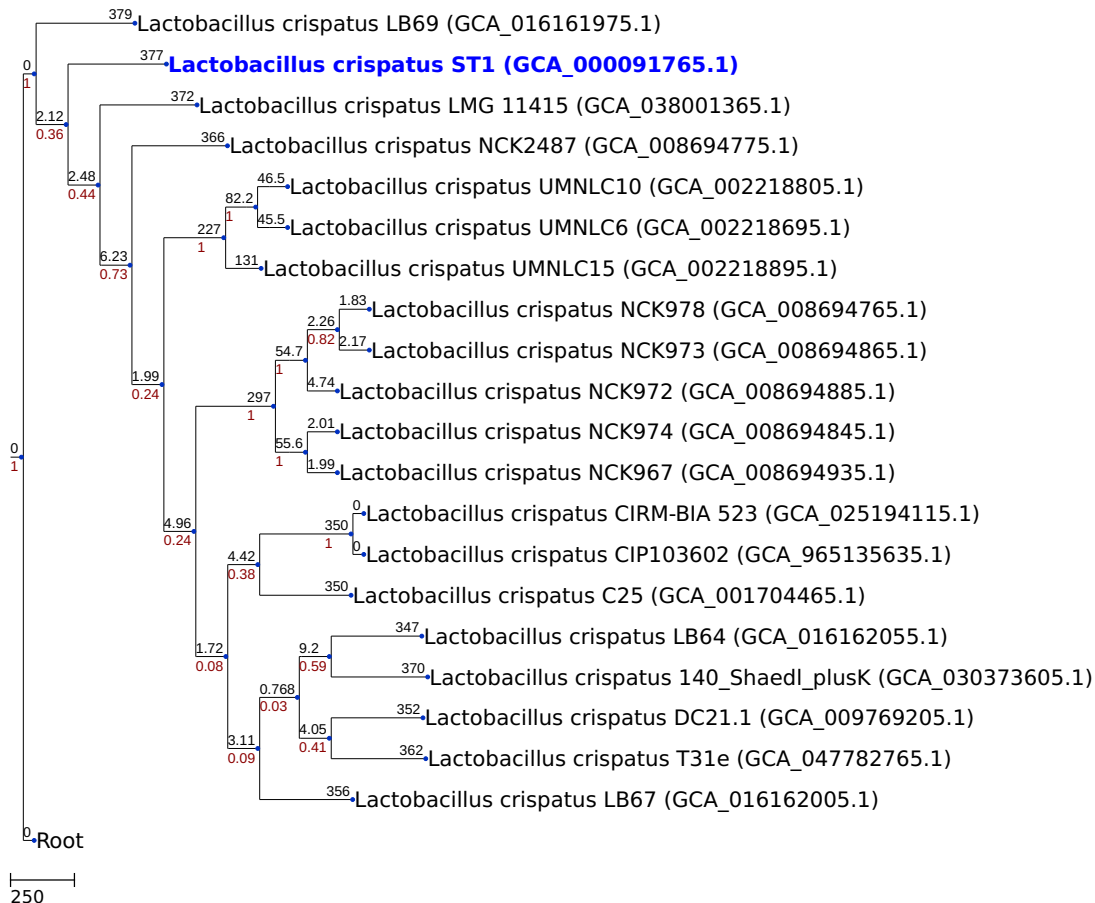 379 Lactobacillus crispatus LB69 (GCA_016161975.1)
0
377 Lactobacillus crispatus ST1 (GCA_000091765.1)
1
372 Lactobacillus crispatus LMG 11415 (GCA_038001365.1)
2.12
0.36
366 Lactobacillus crispatus NCK2487 (GCA_008694775.1)
2.48
0.44
46.5 Lactobacillus crispatus UMNLC10 (GCA_002218805.1)
82.2
1
45.5 Lactobacillus crispatus UMNLC6 (GCA_002218695.1)
227
1
6.23
0.73
131 Lactobacillus crispatus UMNLC15 (GCA_002218895.1)
1.83 Lactobacillus crispatus NCK978 (GCA_008694765.1)
2.26
0.82
2.17 Lactobacillus crispatus NCK973 (GCA_008694865.1)
54.7
1
1.99
0.24
4.74 Lactobacillus crispatus NCK972 (GCA_008694885.1)
297
1
2.01 Lactobacillus crispatus NCK974 (GCA_008694845.1)
55.6
1
0
1
1.99 Lactobacillus crispatus NCK967 (GCA_008694935.1)
0 Lactobacillus crispatus CIRM-BIA 523 (GCA_025194115.1)
4.96
0.24
350
1
0 Lactobacillus crispatus CIP103602 (GCA_965135635.1)
4.42
0.38
350 Lactobacillus crispatus C25 (GCA_001704465.1)
347 Lactobacillus crispatus LB64 (GCA_016162055.1)
1.72
0.08
9.2
0.59
370 Lactobacillus crispatus 140_Shaedl_plusK (GCA_030373605.1)
0.768
0.03
352 Lactobacillus crispatus DC21.1 (GCA_009769205.1)
4.05
0.41
3.11
0.09
362 Lactobacillus crispatus T31e (GCA_047782765.1)
356 Lactobacillus crispatus LB67 (GCA_016162005.1)
0 Root
250